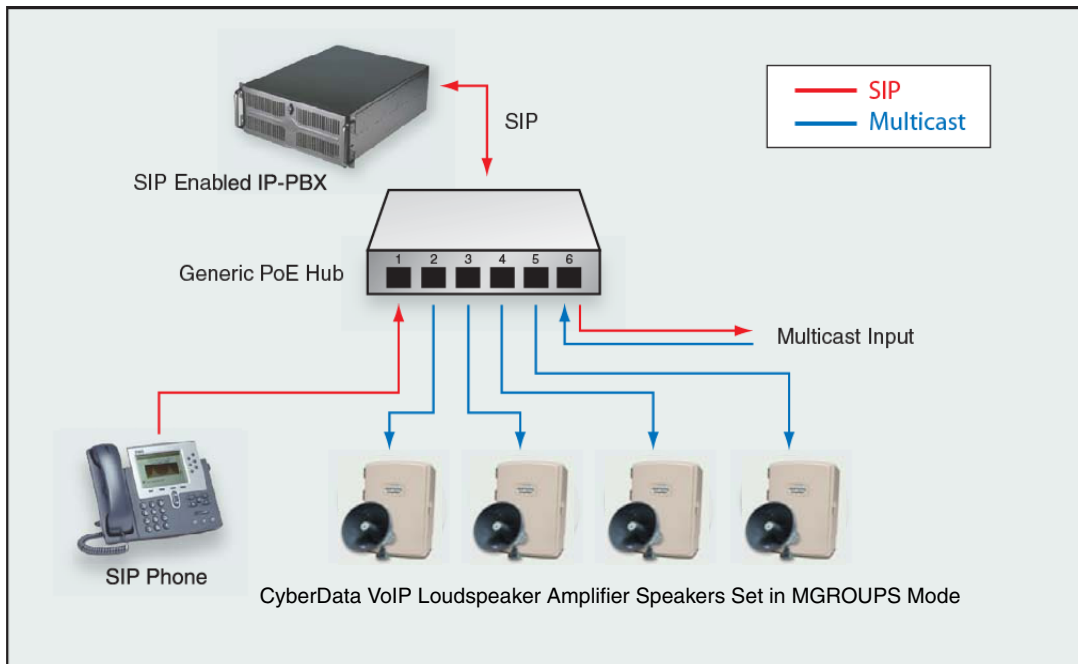 SIP
Multicast
SIP
SIP Enabled IP-PBX
1 2 3 4 5 6
Generic PoE Hub
Multicast Input
SIP Phone
CyberData VoIP Loudspeaker Amplifier Speakers Set in MGROUPS Mode